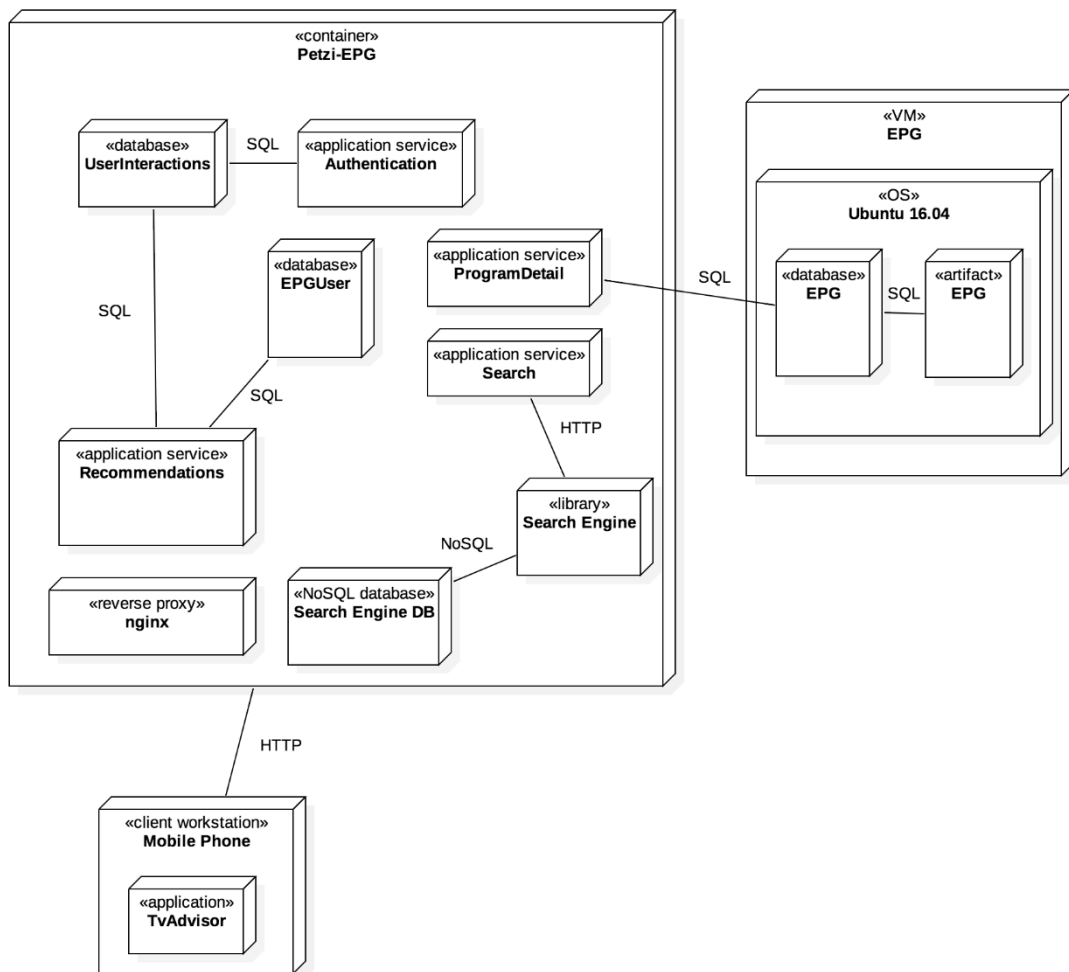 «container»
Petzi-EPG
«database»
UserInteractions
SQL
«application service»
Authentication
«database»
EPGUser
«application service»
ProgramDetail
SQL
SQL
«application service»
Search
SQL
HTTP
«application service»
Recommendations
«library»
Search Engine
NoSQL
«NoSQL database»
Search Engine DB
«reverse proxy»
nginx
«VM»
EPG
«OS»
Ubuntu 16.04
«database»
EPG
SQL
«artifact»
EPG
HTTP
«client workstation»
Mobile Phone
«application»
TvAdvisor